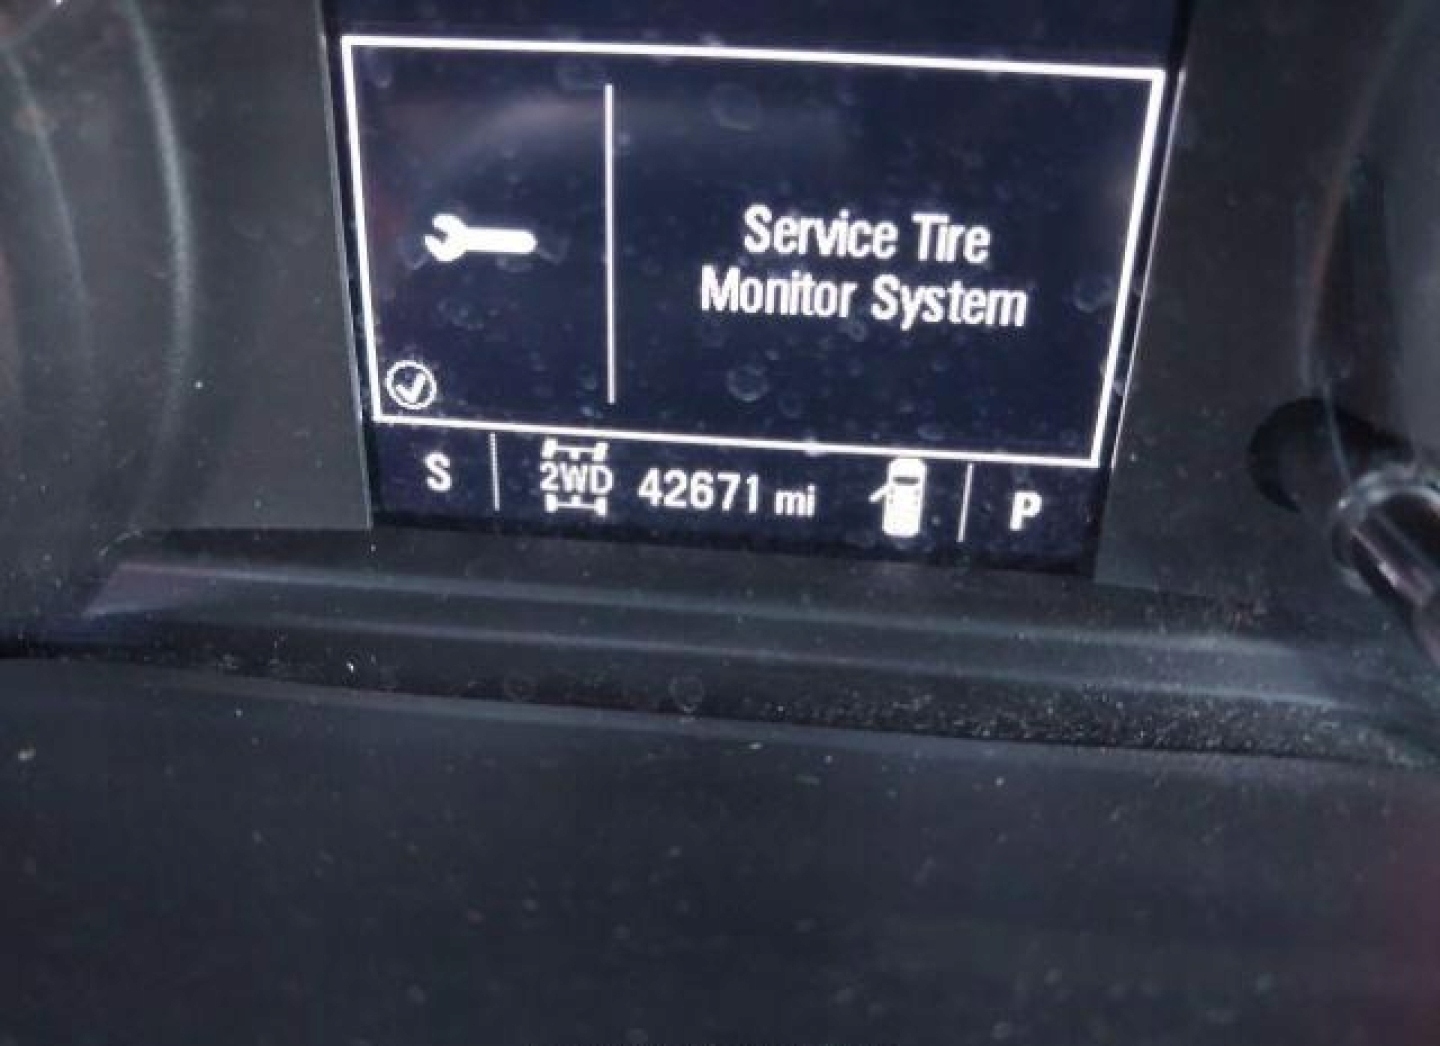 Service Tire
Monitor System
S 2WD 42671 mi P